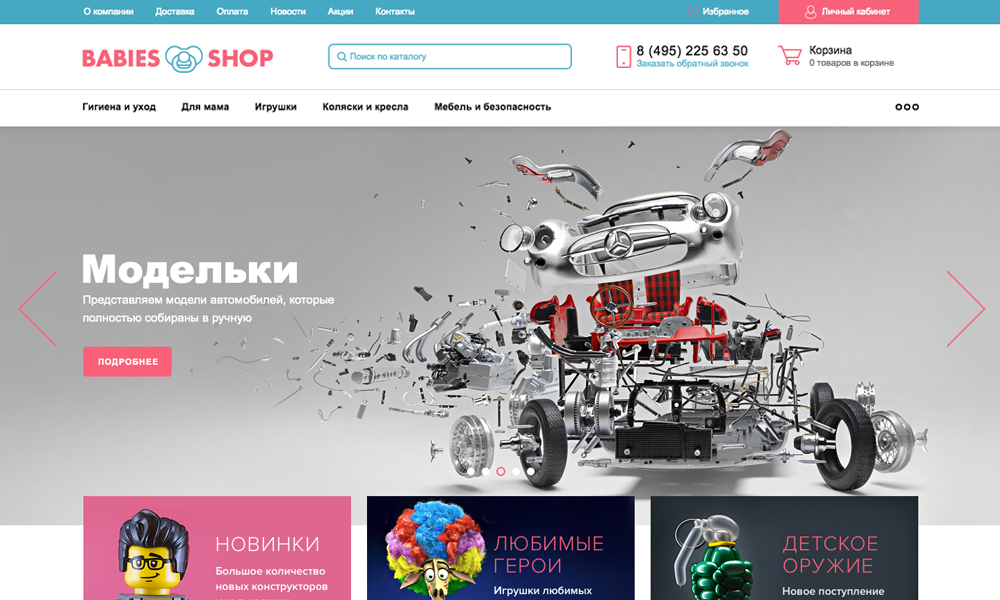 О компании Доставка Оплата Новости Акции Контакты Избранное Личный кабинет
BABIES SHOP
Поиск по каталогу
8 (495) 225 63 50
Заказать обратный звонок
Корзина
0 товаров в корзине
Гигиена и уход Для мама Игрушки Коляски и кресла Мебель и безопасность
Модельки
Представляем модели автомобилей, которые
полностью собираны в ручную
ПОДРОБНЕЕ
НОВИНКИ
Большое количество
новых конструкторов
ЛЮБИМЫЕ
ГЕРОИ
Игрушки любимых
ДЕТСКОЕ
ОРУЖИЕ
Новое поступление